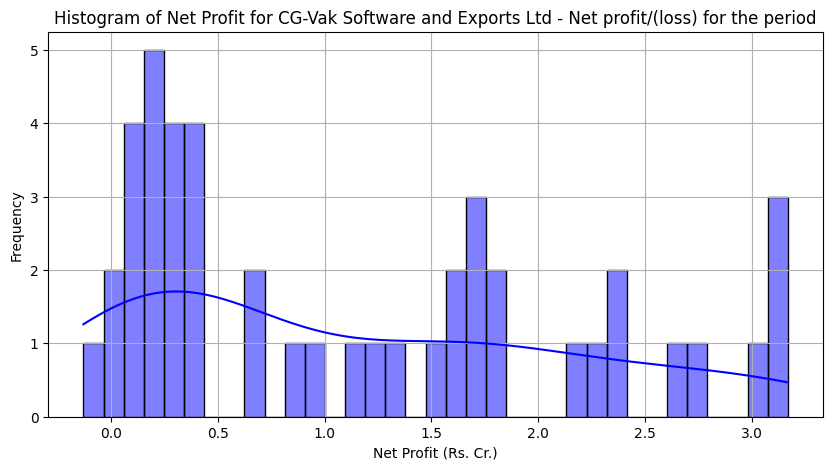 Histogram of Net Profit for CG-Vak Software and Exports Ltd - Net profit/(loss) for the period
5
4
3
2
1
0
Frequency
0.0 0.5 1.0 1.5 2.0 2.5 3.0
Net Profit (Rs. Cr.)